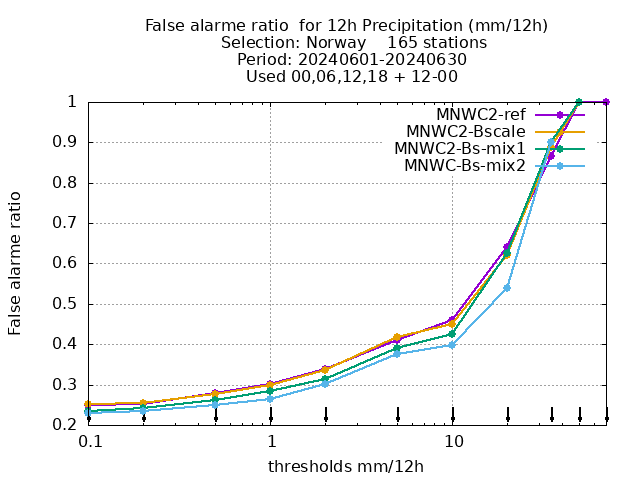 False alarme ratio  for 12h Precipitation (mm/12h)
Selection: Norway    165 stations
Period: 20240601-20240630
Used 00,06,12,18 + 12-00
MNWC2-ref
MNWC2-Bscale
MNWC2-Bs-mix1
MNWC-Bs-mix2
False alarme ratio
1
0.9
0.8
0.7
0.6
0.5
0.4
0.3
0.2
0.1 1 10
thresholds mm/12h